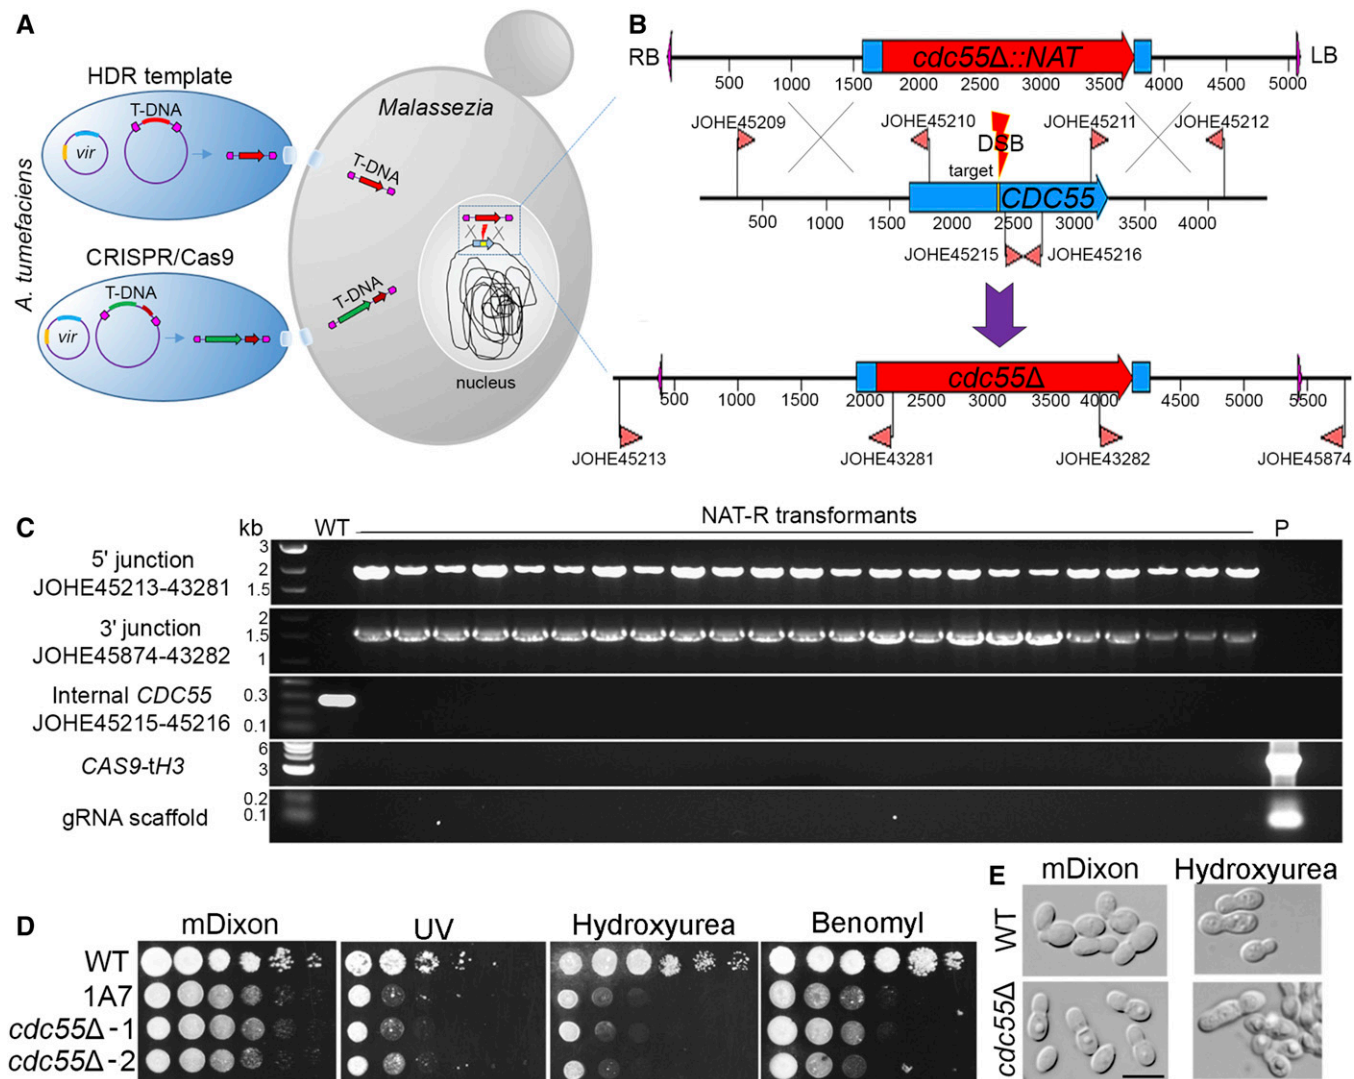 A
HDR template
T-DNA
vir
A. tumefaciens
CRISPR/Cas9
T-DNA
vir
Malassezia
T-DNA
X X
T-DNA
nucleus
B
RB
cdc55Δ::NAT
LB
500 1000 1500 2000 2500 3000 3500 4000 4500 5000
JOHE45209 JOHE45210 JOHE45211 JOHE45212
DSB
target
CDC55
500 1000 1500 2000 2500 3000 3500 4000
JOHE45215 JOHE45216
cdc55Δ
500 1000 1500 2000 2500 3000 3500 4000 4500 5000 5500
JOHE45213 JOHE43281 JOHE43282 JOHE45874
C
kb WT NAT-R transformants P
5' junction
JOHE45213-43281
3
2
1.5
3' junction
JOHE45874-43282
2
1.5
1
Internal CDC55
JOHE45215-45216
0.3
0.1
CAS9-tH3
6
3
gRNA scaffold
0.2
0.1
D
mDixon UV Hydroxyurea Benomyl
WT
1A7
cdc55Δ-1
cdc55Δ-2
E
mDixon Hydroxyurea
WT
cdc55Δ